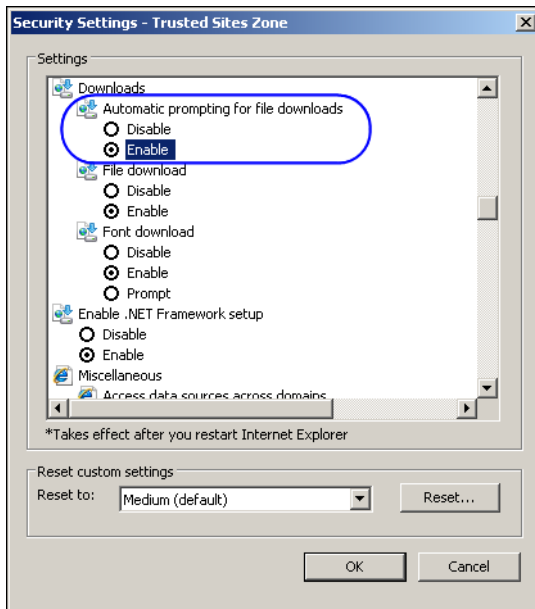 Security Settings - Trusted Sites Zone
Settings
Downloads
Automatic prompting for file downloads
Disable
Enable
File download
Disable
Enable
Font download
Disable
Enable
Prompt
Enable .NET Framework setup
Disable
Enable
Miscellaneous
Access data sources across domains
*Takes effect after you restart Internet Explorer
Reset custom settings
Reset to: Medium (default) Reset...
OK Cancel